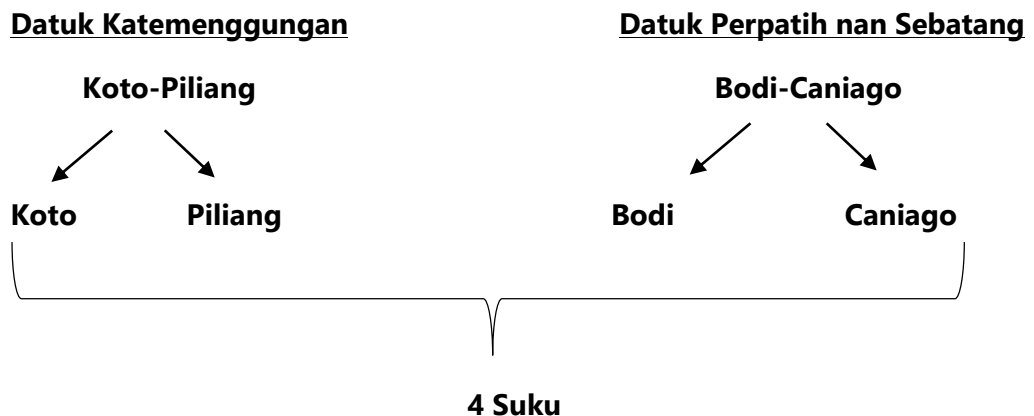 Datuk Katemenggungan Datuk Perpatih nan Sebatang
Koto-Piliang Bodi-Caniago
Koto Piliang Bodi Caniago
4 Suku